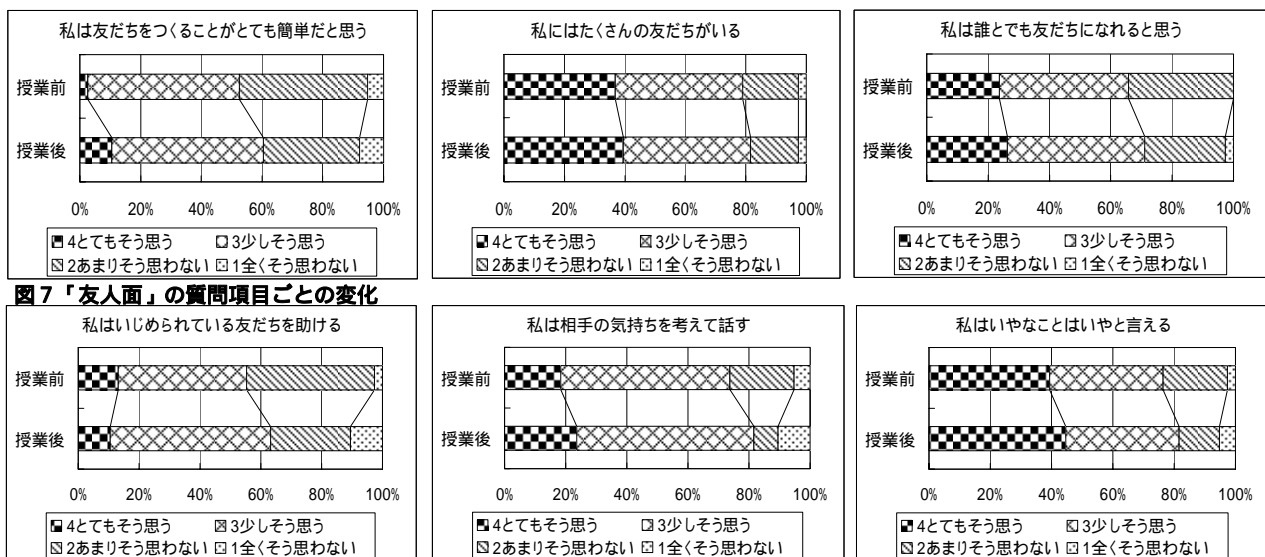 私は友だちをつくることがとても簡単だと思う
授業前
授業後
0% 20% 40% 60% 80% 100%
4とてもそう思う 3少しそう思う
2あまりそう思わない 1全くそう思わない
私にはたくさんの友だちがいる
授業前
授業後
0% 20% 40% 60% 80% 100%
4とてもそう思う 3少しそう思う
2あまりそう思わない 1全くそう思わない
私は誰とでも友だちになれると思う
授業前
授業後
0% 20% 40% 60% 80% 100%
4とてもそう思う 3少しそう思う
2あまりそう思わない 1全くそう思わない
図7「友人面」の質問項目ごとの変化
私はいじめられている友だちを助ける
授業前
授業後
0% 20% 40% 60% 80% 100%
4とてもそう思う 3少しそう思う
2あまりそう思わない 1全くそう思わない
私は相手の気持ちを考えて話す
授業前
授業後
0% 20% 40% 60% 80% 100%
4とてもそう思う 3少しそう思う
2あまりそう思わない 1全くそう思わない
私はいやなことはいやと言える
授業前
授業後
0% 20% 40% 60% 80% 100%
4とてもそう思う 3少しそう思う
2あまりそう思わない 1全くそう思わない